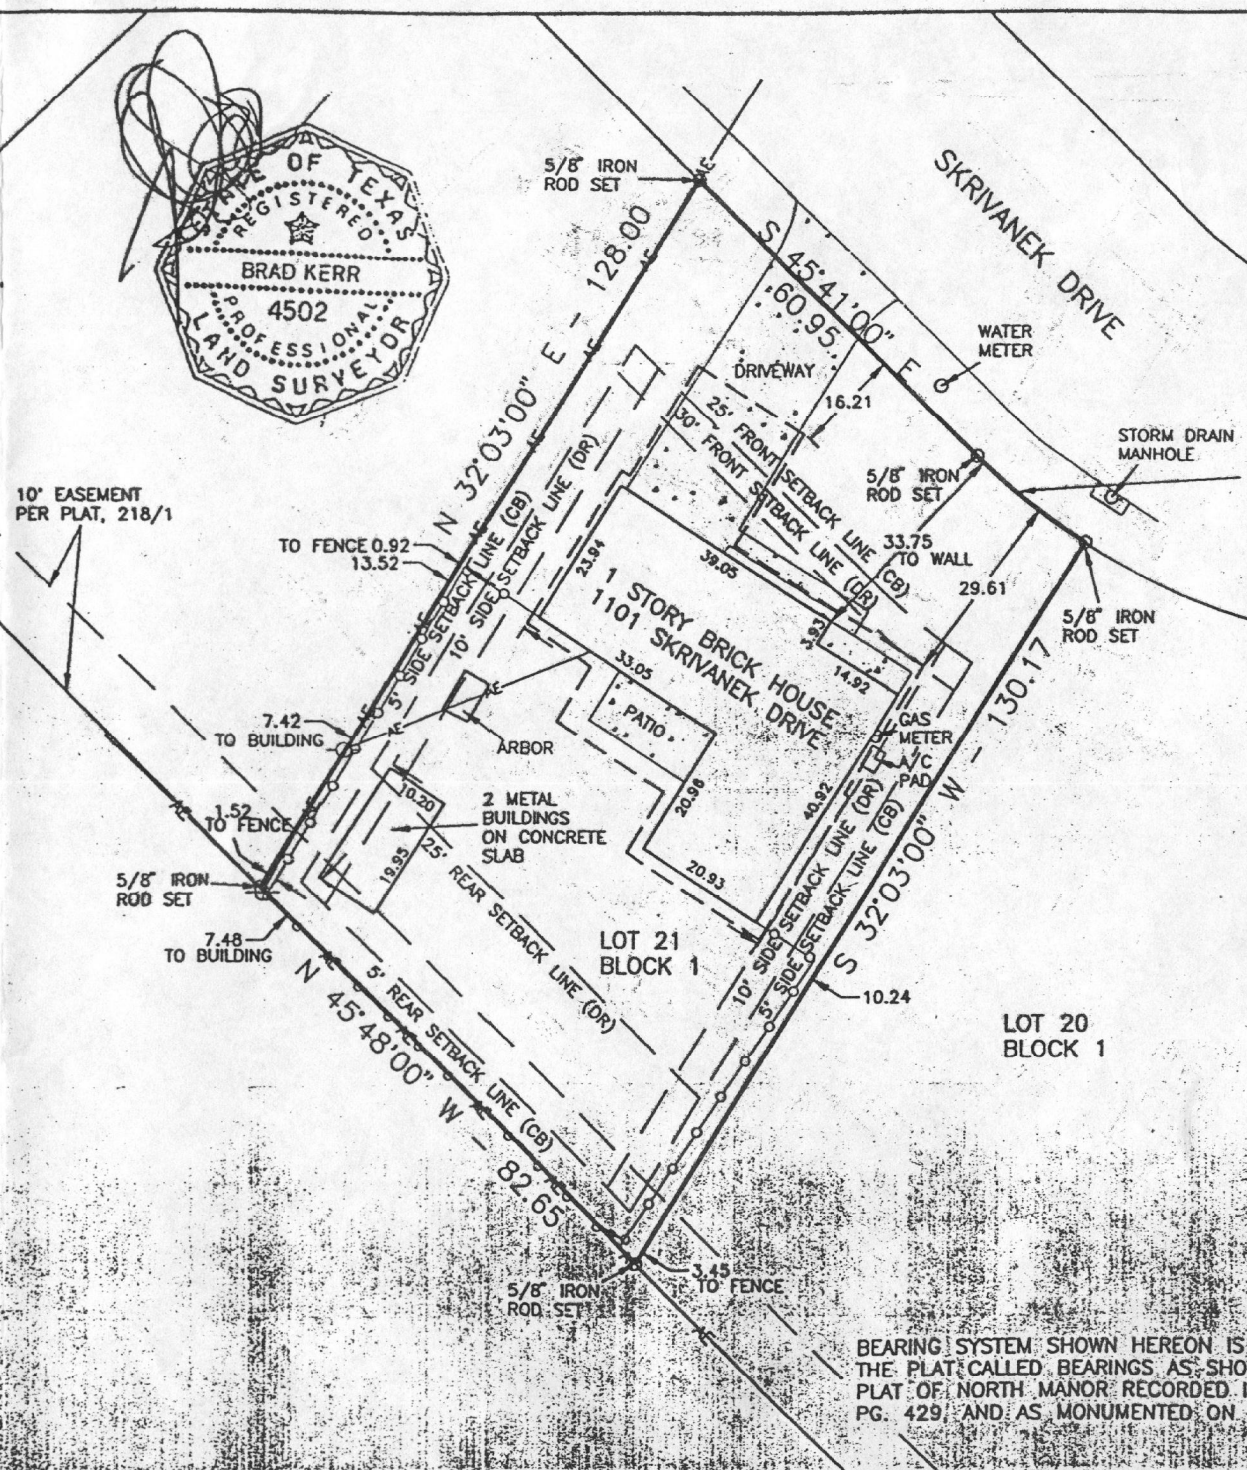 STATE OF TEXAS
REGISTERED
BRAD KERR
4502
PROFESSIONAL
LAND SURVEYOR
5/8" IRON
ROD SET
SKRIVANEK DRIVE
N 32°03'00" E - 128.00
S 45°41'00" E
60.95
WATER
METER
DRIVEWAY
16.21
STORM DRAIN
MANHOLE
25' FRONT SETBACK LINE (CB)
30' FRONT SETBACK LINE (DR)
5/8" IRON
ROD SET
10' EASEMENT
PER PLAT, 218/1
33.75
TO WALL
29.61
TO FENCE 0.92
13.52
5' SIDE SETBACK LINE (CB)
10' SIDE SETBACK LINE (DR)
23.94
39.05
1 STORY BRICK HOUSE
1101 SKRIVANEK DRIVE
3.93
14.92
5/8" IRON
ROD SET
33.05
PATIO
GAS
METER
A/C
PAD
7.42
TO BUILDING
ARBOR
20.98
40.92
20.93
10.20
19.95
2 METAL
BUILDINGS
ON CONCRETE
SLAB
1.52
TO FENCE
25' REAR SETBACK LINE (DR)
5/8" IRON
ROD SET
7.48
TO BUILDING
LOT 21
BLOCK 1
10' SIDE SETBACK LINE (DR)
5' SIDE SETBACK LINE (CB)
S 32°03'00" W - 130.17
10.24
LOT 20
BLOCK 1
N 45°48'00" W - 82.65
5' REAR SETBACK LINE (CB)
5/8" IRON
ROD SET
3.45
TO FENCE
BEARING SYSTEM SHOWN HEREON IS
THE PLAT CALLED BEARINGS AS SHO
PLAT OF NORTH MANOR RECORDED I
PG. 429, AND AS MONUMENTED ON